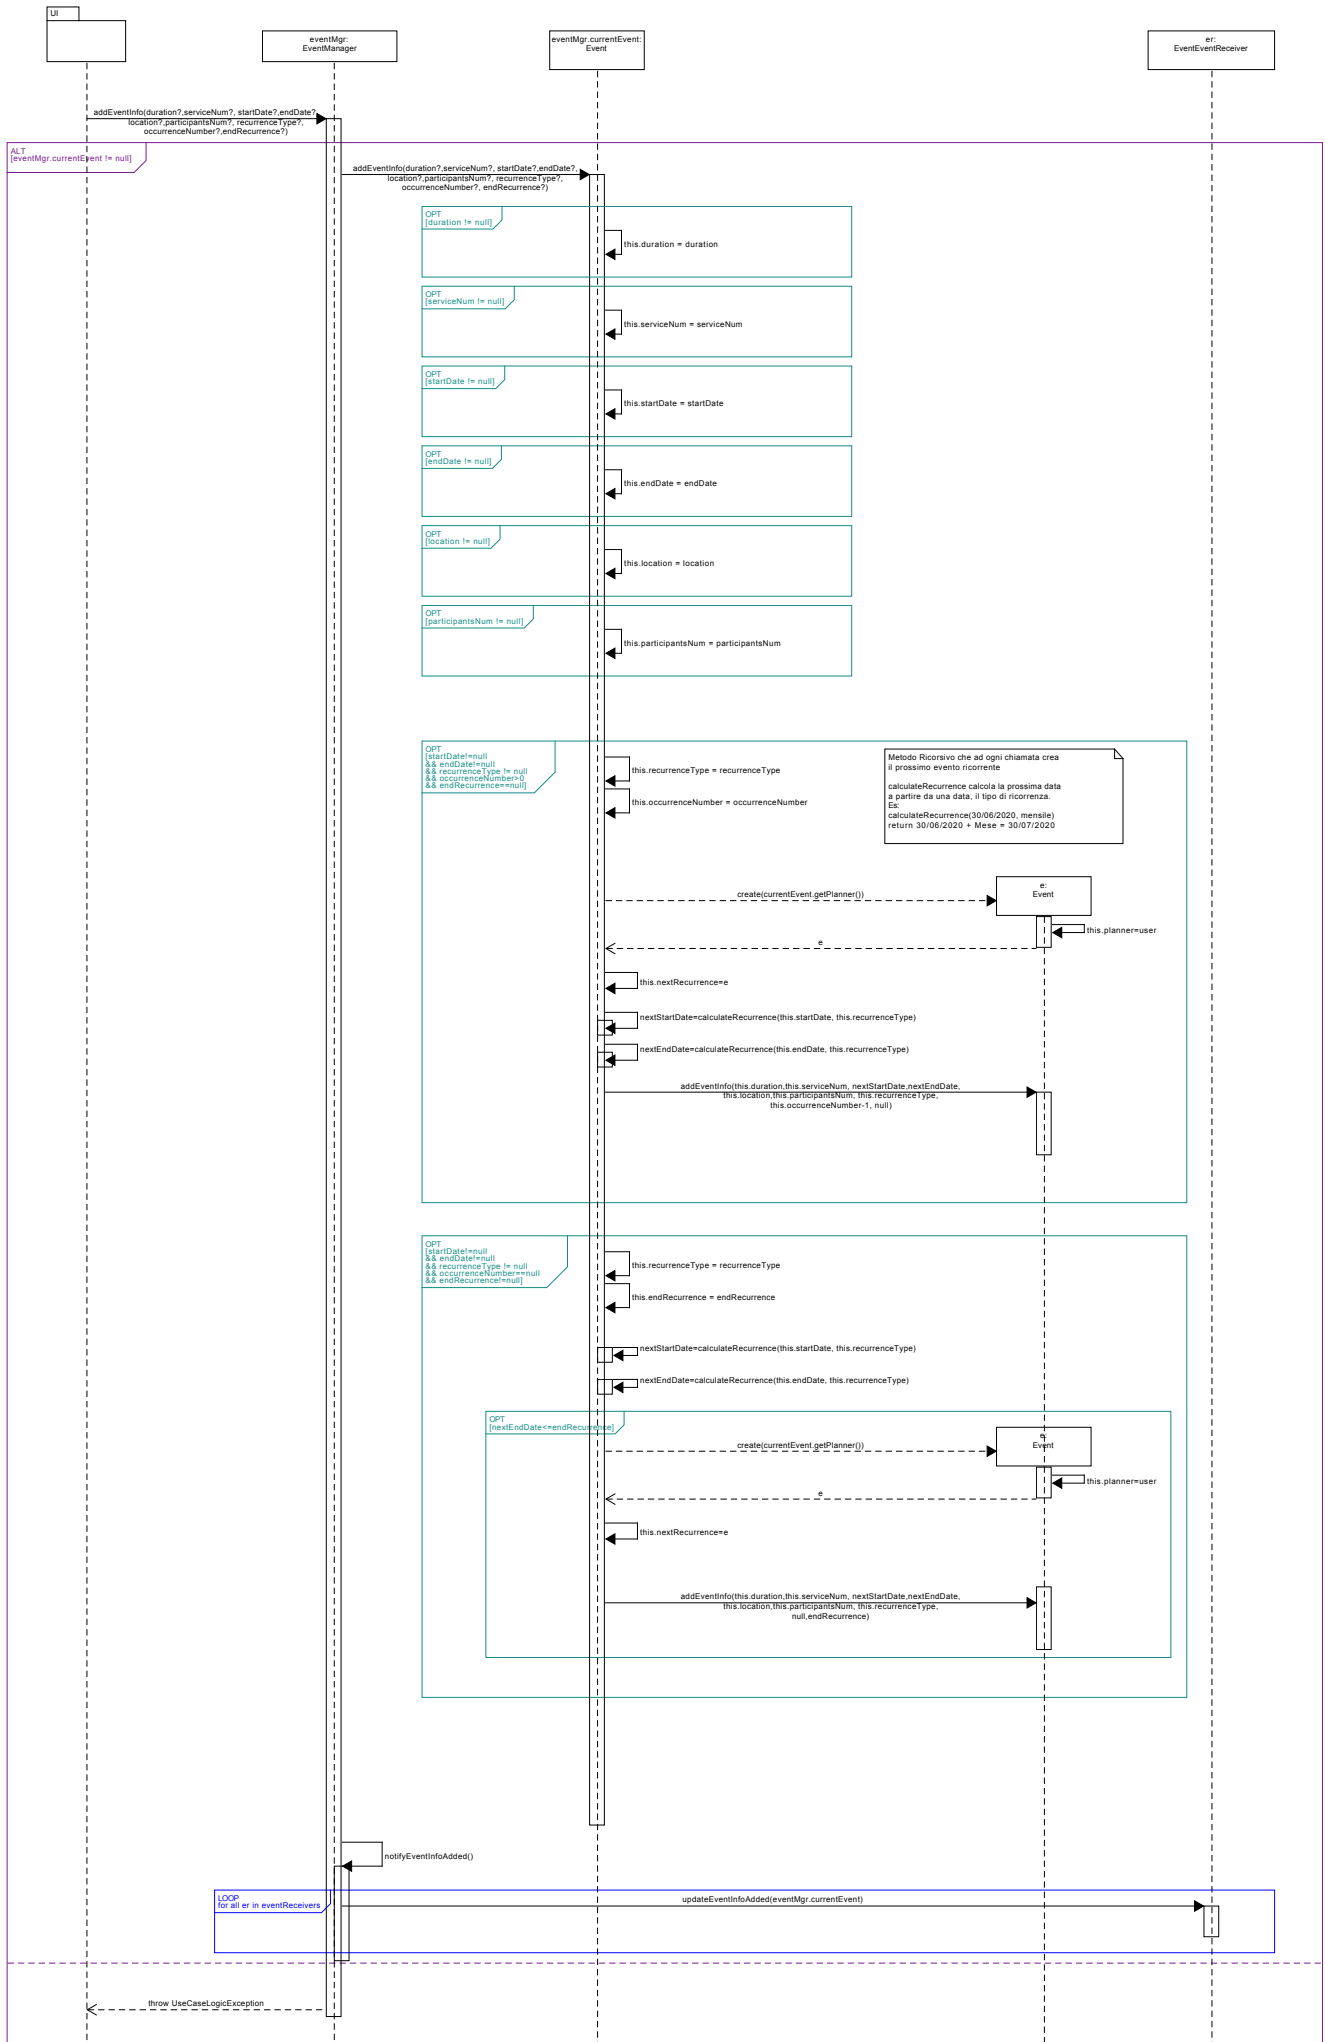 UI
eventMgr:
EventManager
eventMgr.currentEvent:
Event
er:
EventEventReceiver
addEventInfo(duration?,serviceNum?, startDate?,endDate?
location?,participantsNum?, recurrenceType?,
occurrenceNumber?,endRecurrence?)
ALT
[eventMgr.currentEvent != null]
addEventInfo(duration?,serviceNum?, startDate?,endDate?,
location?,participantsNum?, recurrenceType?,
occurrenceNumber?, endRecurrence?)
OPT
[duration != null]
this.duration = duration
OPT
[serviceNum != null]
this.serviceNum = serviceNum
OPT
[startDate != null]
this.startDate = startDate
OPT
[endDate != null]
this.endDate = endDate
OPT
[location != null]
this.location = location
OPT
[participantsNum != null]
this.participantsNum = participantsNum
OPT
[startDate!=null
&& endDate!=null
&& recurrenceType != null
&& occurrenceNumber>0
&& endRecurrence==null]
this.recurrenceType = recurrenceType
this.occurrenceNumber = occurrenceNumber
Metodo Ricorsivo che ad ogni chiamata crea
il prossimo evento ricorrente
calculateRecurrence calcola la prossima data
a partire da una data, il tipo di ricorrenza.
Es:
calculateRecurrence(30/06/2020, mensile)
return 30/06/2020 + Mese = 30/07/2020
create(currentEvent.getPlanner())
e:
Event
this.planner=user
e
this.nextRecurrence=e
nextStartDate=calculateRecurrence(this.startDate, this.recurrenceType)
nextEndDate=calculateRecurrence(this.endDate, this.recurrenceType)
addEventInfo(this.duration,this.serviceNum, nextStartDate,nextEndDate,
this.location,this.participantsNum, this.recurrenceType,
this.occurrenceNumber-1, null)
OPT
[startDate!=null
&& endDate!=null
&& recurrenceType != null
&& occurrenceNumber==null
&& endRecurrence!=null]
this.recurrenceType = recurrenceType
this.endRecurrence = endRecurrence
nextStartDate=calculateRecurrence(this.startDate, this.recurrenceType)
nextEndDate=calculateRecurrence(this.endDate, this.recurrenceType)
OPT
[nextEndDate<=endRecurrence]
create(currentEvent.getPlanner())
e:
Event
this.planner=user
e
this.nextRecurrence=e
addEventInfo(this.duration,this.serviceNum, nextStartDate,nextEndDate,
this.location,this.participantsNum, this.recurrenceType,
null,endRecurrence)
notifyEventInfoAdded()
LOOP
for all er in eventReceivers
updateEventInfoAdded(eventMgr.currentEvent)
throw UseCaseLogicException